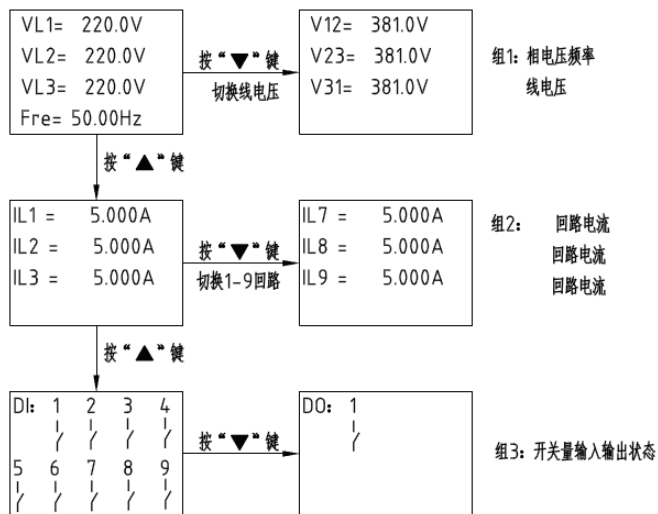 VL1= 220.0V
VL2= 220.0V
VL3= 220.0V
Fre= 50.00Hz
按“▼”键
切换线电压
V12= 381.0V
V23= 381.0V
V31= 381.0V
组1：相电压频率
线电压
按“▲”键
IL1 = 5.000A
IL2 = 5.000A
IL3 = 5.000A
按“▼”键
切换1-9回路
IL7 = 5.000A
IL8 = 5.000A
IL9 = 5.000A
组2： 回路电流
回路电流
回路电流
按“▲”键
DI: 1 2 3 4
5 6 7 8 9
按“▼”键
DO: 1
组3：开关量输入输出状态